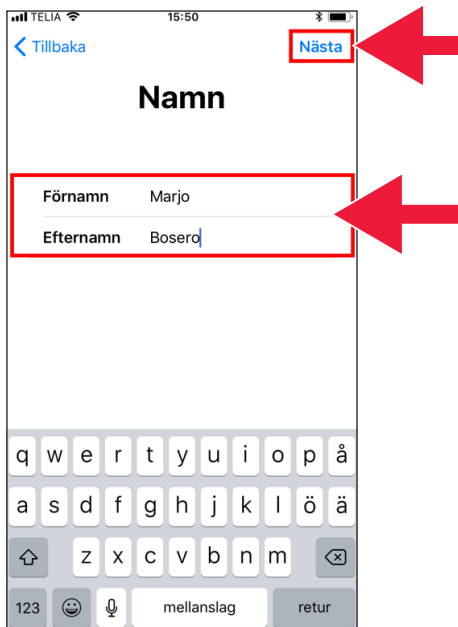 TELIA 15:50
Tillbaka Nästa
Namn
Förnamn Marjo
Efternamn Bosero
q w e r t y u i o p å
a s d f g h j k l ö ä
z x c v b n m
123 mellanslag retur